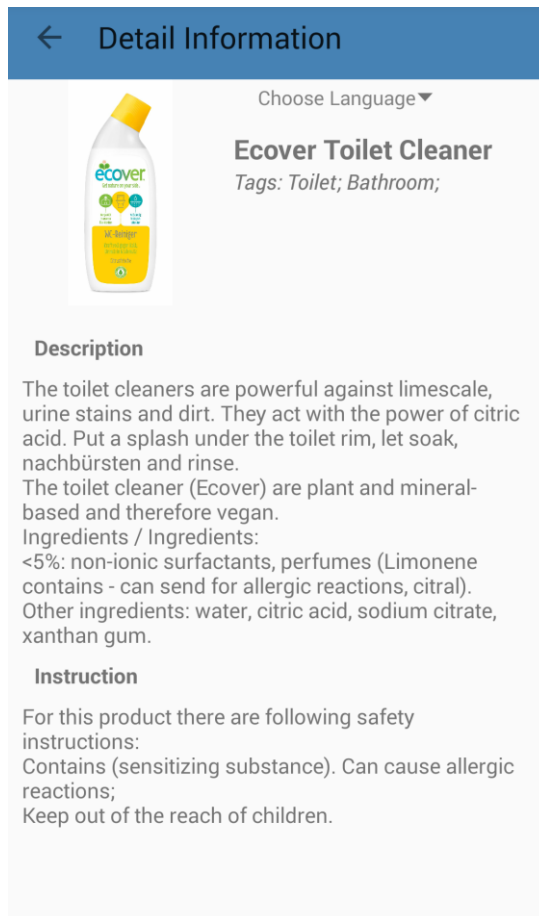 Detail Information
Choose Language
ecover
WC-Reiniger
Ecover Toilet Cleaner
Tags: Toilet; Bathroom;
Description
The toilet cleaners are powerful against limescale,
urine stains and dirt. They act with the power of citric
acid. Put a splash under the toilet rim, let soak,
nachbürsten and rinse.
The toilet cleaner (Ecover) are plant and mineral-
based and therefore vegan.
Ingredients / Ingredients:
<5%: non-ionic surfactants, perfumes (Limonene
contains - can send for allergic reactions, citral).
Other ingredients: water, citric acid, sodium citrate,
xanthan gum.
Instruction
For this product there are following safety
instructions:
Contains (sensitizing substance). Can cause allergic
reactions;
Keep out of the reach of children.